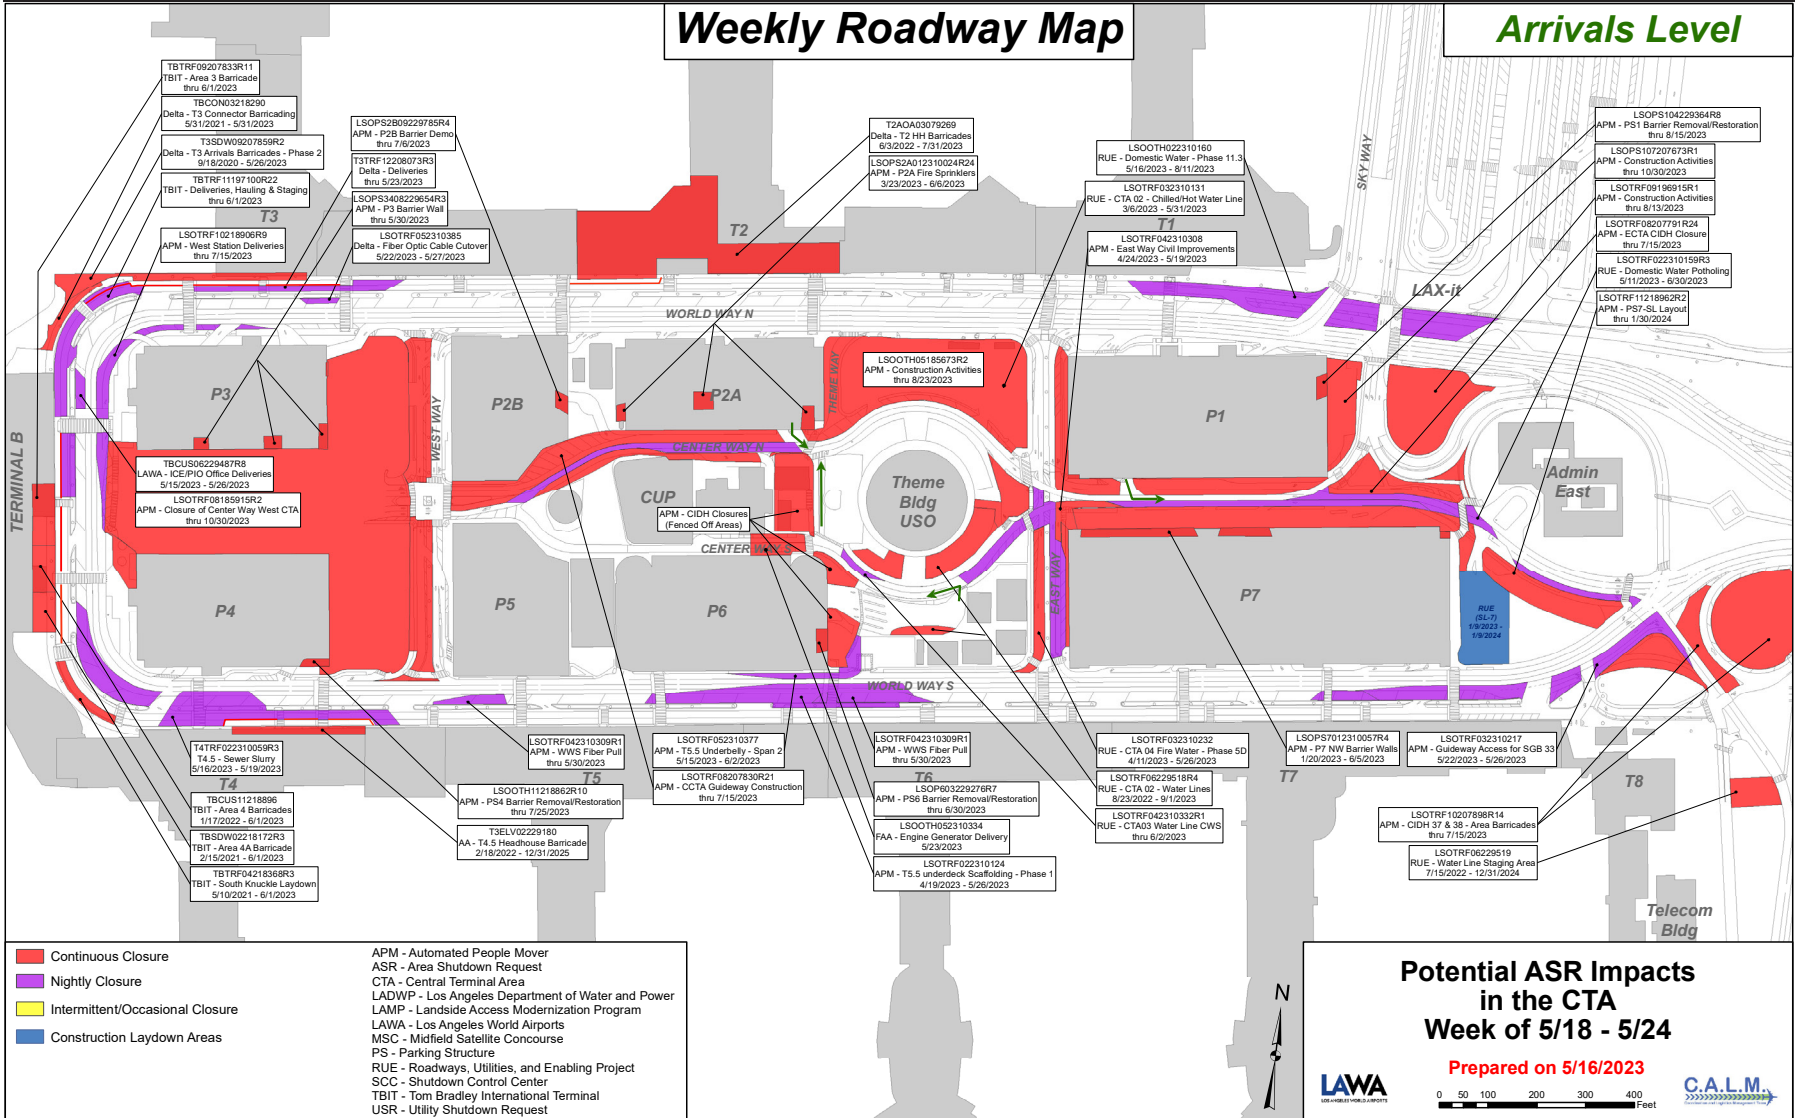 Weekly Roadway Map
Arrivals Level
TBTRF09207833R11
TBIT - Area 3 Barricade
thru 6/1/2023
TBCON03218290
Delta - T3 Connector Barricading
5/31/2021 - 5/31/2023
T3SDW09207859R2
Delta - T3 Arrivals Barricades - Phase 2
9/18/2020 - 5/26/2023
TBTRF11197100R22
TBIT - Deliveries, Hauling & Staging
thru 6/1/2023
LSOTRF10218906R9
APM - West Station Deliveries
thru 7/15/2023
LSOPS2B09229785R4
APM - P2B Barrier Demo
thru 7/6/2023
T3TRF12208073R3
Delta - Deliveries
thru 5/23/2023
LSOPS3408229654R3
APM - P3 Barrier Wall
thru 5/30/2023
LSOTRF052310385
Delta - Fiber Optic Cable Cutover
5/22/2023 - 5/27/2023
T2AOA03079269
Delta - T2 HH Barricades
6/3/2022 - 7/31/2023
LSOPS2A012310024R24
APM - P2A Fire Sprinklers
3/23/2023 - 6/6/2023
LSOOTH022310160
RUE - Domestic Water - Phase 11.3
5/16/2023 - 8/11/2023
LSOTRF032310131
RUE - CTA 02 - Chilled/Hot Water Line
3/6/2023 - 5/31/2023
LSOTRF042310308
APM - East Way Civil Improvements
4/24/2023 - 5/19/2023
LSOPS104229364R8
APM - PS1 Barrier Removal/Restoration
thru 8/15/2023
LSOPS107207673R1
APM - Construction Activities
thru 10/30/2023
LSOTRF09196915R1
APM - Construction Activities
thru 8/13/2023
LSOTRF08207791R24
APM - ECTA CIDH Closure
thru 7/15/2023
LSOTRF022310159R3
RUE - Domestic Water Potholing
5/11/2023 - 6/30/2023
LSOTRF11218962R2
APM - PS7-SL Layout
thru 1/30/2024
T3
T2
T1
SKY WAY
LAX-it
WORLD WAY N
LSOOTH05185673R2
APM - Construction Activities
thru 8/23/2023
THEME WAY
P3
P2B
P2A
P1
WEST WAY
CENTER WAY N
TERMINAL B
TBCUS06229487R8
LAWA - ICE/PIO Office Deliveries
5/15/2023 - 5/26/2023
LSOTRF08185915R2
APM - Closure of Center Way West CTA
thru 10/30/2023
CUP
APM - CIDH Closures
(Fenced Off Areas)
CENTER WAY S
Theme
Bldg
USO
Admin
East
EAST WAY
P4
P5
P6
P7
RUE
(SL-7)
1/9/2023 -
1/9/2024
WORLD WAY S
T4TRF022310059R3
T4.5 - Sewer Slurry
5/16/2023 - 5/19/2023
T4
TBCUS11218896
TBIT - Area 4 Barricades
1/17/2022 - 6/1/2023
TBSDW02218172R3
TBIT - Area 4A Barricade
2/15/2021 - 6/1/2023
TBTRF04218368R3
TBIT - South Knuckle Laydown
5/10/2021 - 6/1/2023
LSOTRF042310309R1
APM - WWS Fiber Pull
thru 5/30/2023
T5
LSOOTH11218862R10
APM - PS4 Barrier Removal/Restoration
thru 7/25/2023
T3ELV02229180
AA - T4.5 Headhouse Barricade
2/18/2022 - 12/31/2025
LSOTRF052310377
APM - T5.5 Underbelly - Span 2
5/15/2023 - 6/2/2023
LSOTRF08207830R21
APM - CCTA Guideway Construction
thru 7/15/2023
LSOTRF042310309R1
APM - WWS Fiber Pull
thru 5/30/2023
T6
LSOP603229276R7
APM - PS6 Barrier Removal/Restoration
thru 6/30/2023
LSOOTH052310334
FAA - Engine Generator Delivery
5/23/2023
LSOTRF022310124
APM - T5.5 underdeck Scaffolding - Phase 1
4/19/2023 - 5/26/2023
LSOTRF032310232
RUE - CTA 04 Fire Water - Phase 5D
4/11/2023 - 5/26/2023
LSOTRF06229518R4
RUE - CTA 02 - Water Lines
8/23/2022 - 9/1/2023
LSOTRF042310332R1
RUE - CTA03 Water Line CWS
thru 6/2/2023
LSOPS7012310057R4
APM - P7 NW Barrier Walls
1/20/2023 - 6/5/2023
T7
LSOTRF032310217
APM - Guideway Access for SGB 33
5/22/2023 - 5/26/2023
T8
LSOTRF10207898R14
APM - CIDH 37 & 38 - Area Barricades
thru 7/15/2023
LSOTRF06229519
RUE - Water Line Staging Area
7/15/2022 - 12/31/2024
Telecom
Bldg
Continuous Closure
Nightly Closure
Intermittent/Occasional Closure
Construction Laydown Areas
APM - Automated People Mover
ASR - Area Shutdown Request
CTA - Central Terminal Area
LADWP - Los Angeles Department of Water and Power
LAMP - Landside Access Modernization Program
LAWA - Los Angeles World Airports
MSC - Midfield Satellite Concourse
PS - Parking Structure
RUE - Roadways, Utilities, and Enabling Project
SCC - Shutdown Control Center
TBIT - Tom Bradley International Terminal
USR - Utility Shutdown Request
N
Potential ASR Impacts
in the CTA
Week of 5/18 - 5/24
Prepared on 5/16/2023
LAWA
LOS ANGELES WORLD AIRPORTS
0 50 100 200 300 400
Feet
C.A.L.M.